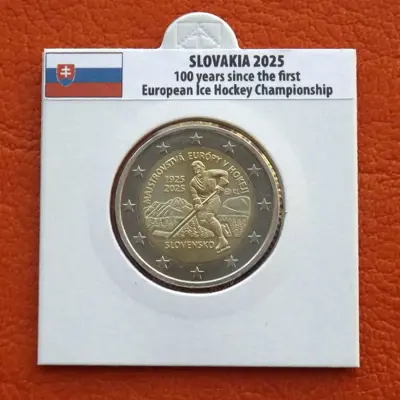 SLOVAKIA 2025
100 years since the first
European Ice Hockey Championship
MAJSTROVSTVÁ EURÓPY V HOKEJI
1925
2025
SLOVENSKO